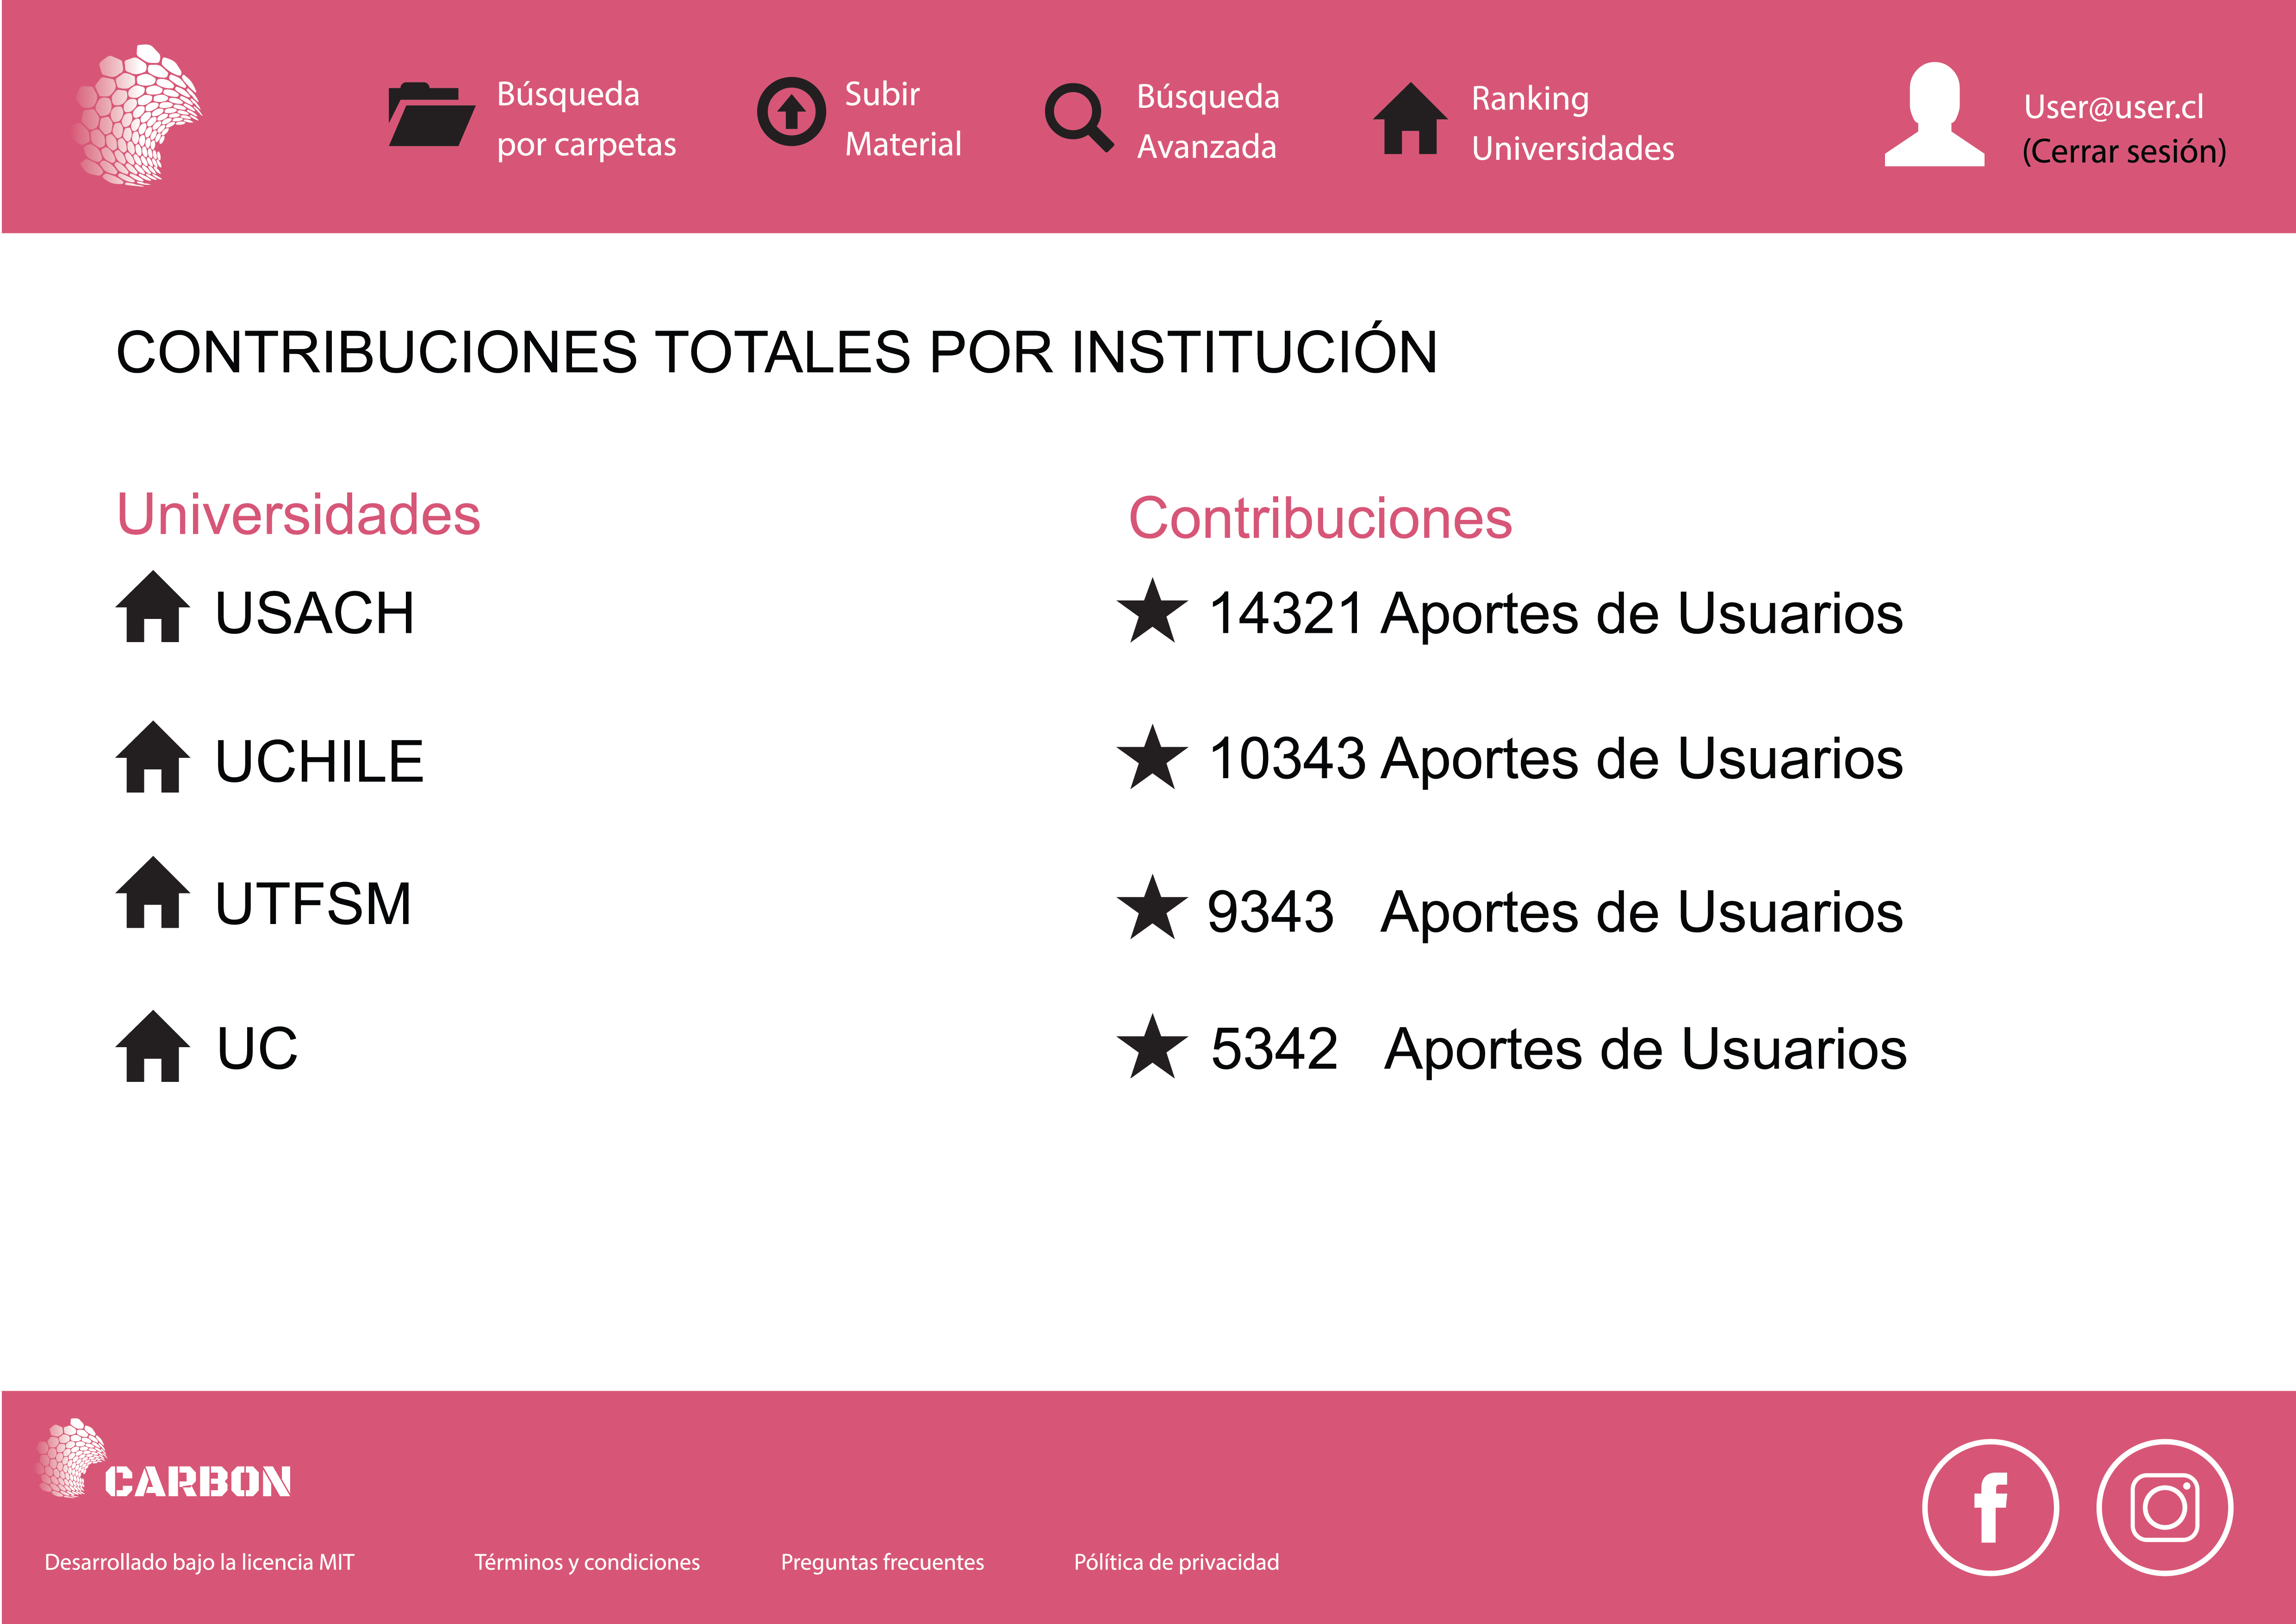 Búsqueda
por carpetas
Subir
Material
Búsqueda
Avanzada
Ranking
Universidades
User@user.cl
(Cerrar sesión)
CONTRIBUCIONES TOTALES POR INSTITUCIÓN
Universidades
Contribuciones
USACH
14321 Aportes de Usuarios
UCHILE
10343 Aportes de Usuarios
UTFSM
9343 Aportes de Usuarios
UC
5342 Aportes de Usuarios
CARBON
Desarrollado bajo la licencia MIT
Términos y condiciones
Preguntas frecuentes
Pólítica de privacidad